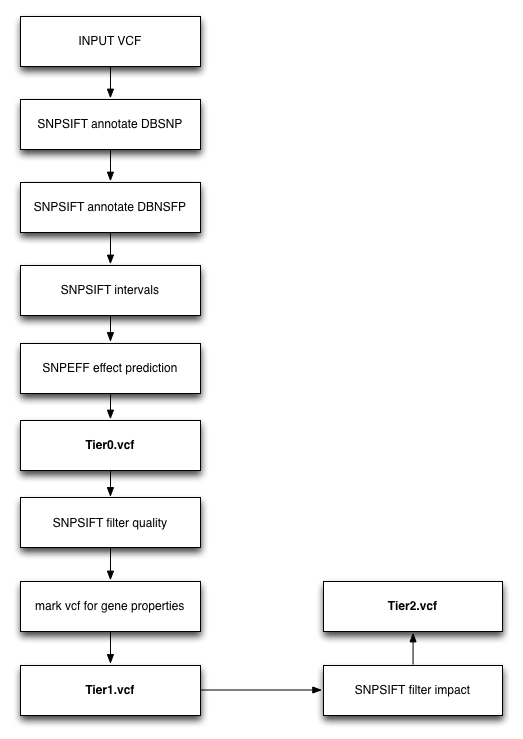 INPUT VCF
SNPSIFT annotate DBSNP
SNPSIFT annotate DBNSFP
SNPSIFT intervals
SNPEFF effect prediction
Tier0.vcf
SNPSIFT filter quality
mark vcf for gene properties
Tier2.vcf
Tier1.vcf
SNPSIFT filter impact